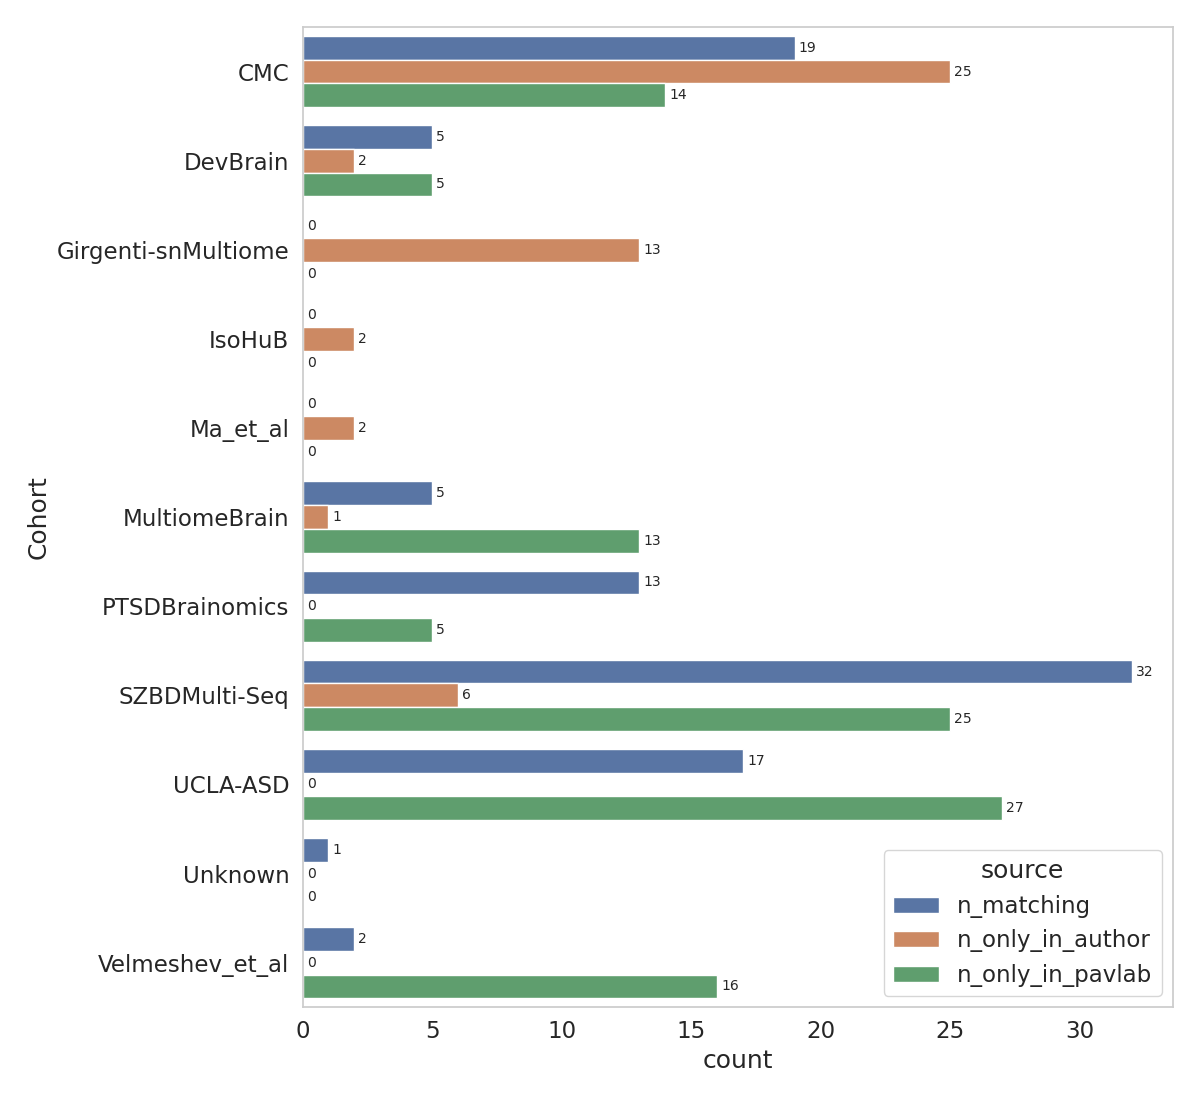 CMC
19
25
14
DevBrain
5
2
5
Girgenti-snMultiome
0
13
0
IsoHuB
0
2
0
Ma_et_al
0
2
0
MultiomeBrain
5
1
13
PTSDBrainomics
13
0
5
SZBDMulti-Seq
32
6
25
UCLA-ASD
17
0
27
Unknown
1
0
0
Velmeshev_et_al
2
0
16
Cohort
source
n_matching
n_only_in_author
n_only_in_pavlab
0 5 10 15 20 25 30
count